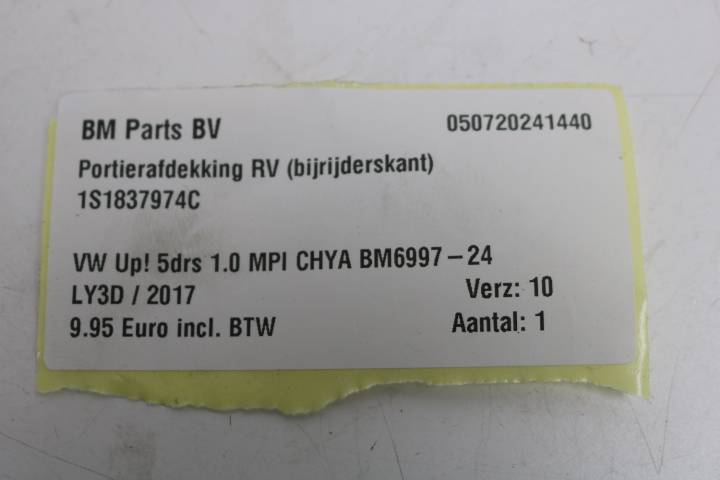 BM Parts BV 050720241440
Portierafdekking RV (bijrijderskant)
1S1837974C
VW Up! 5drs 1.0 MPI CHYA BM6997-24
LY3D / 2017 Verz: 10
9.95 Euro incl. BTW Aantal: 1